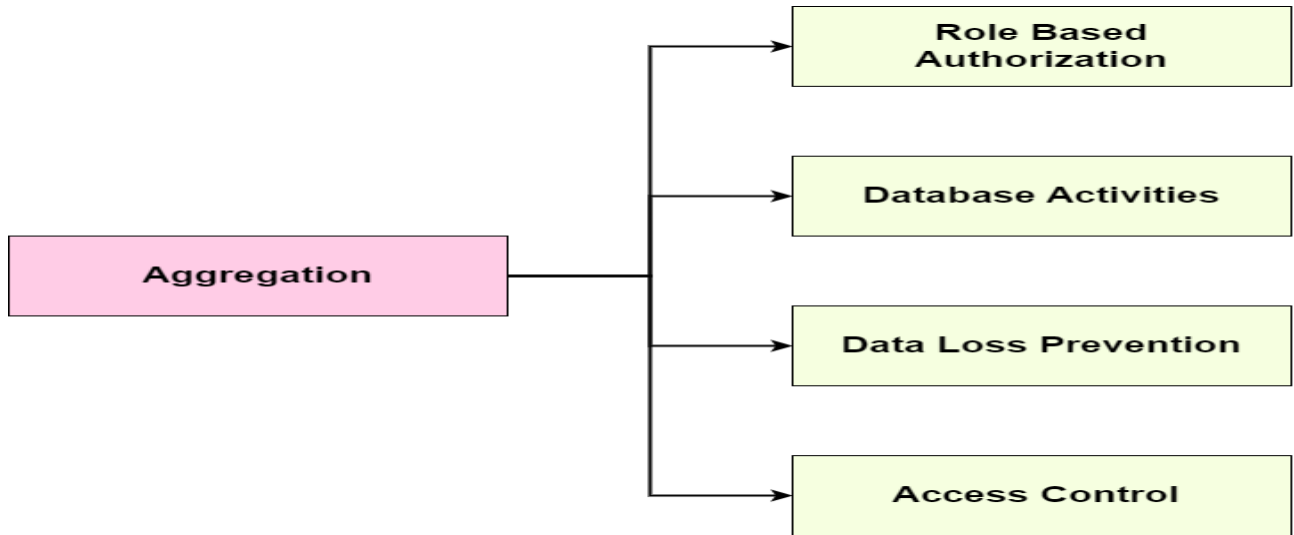 Role Based
Authorization
Database Activities
Aggregation
Data Loss Prevention
Access Control